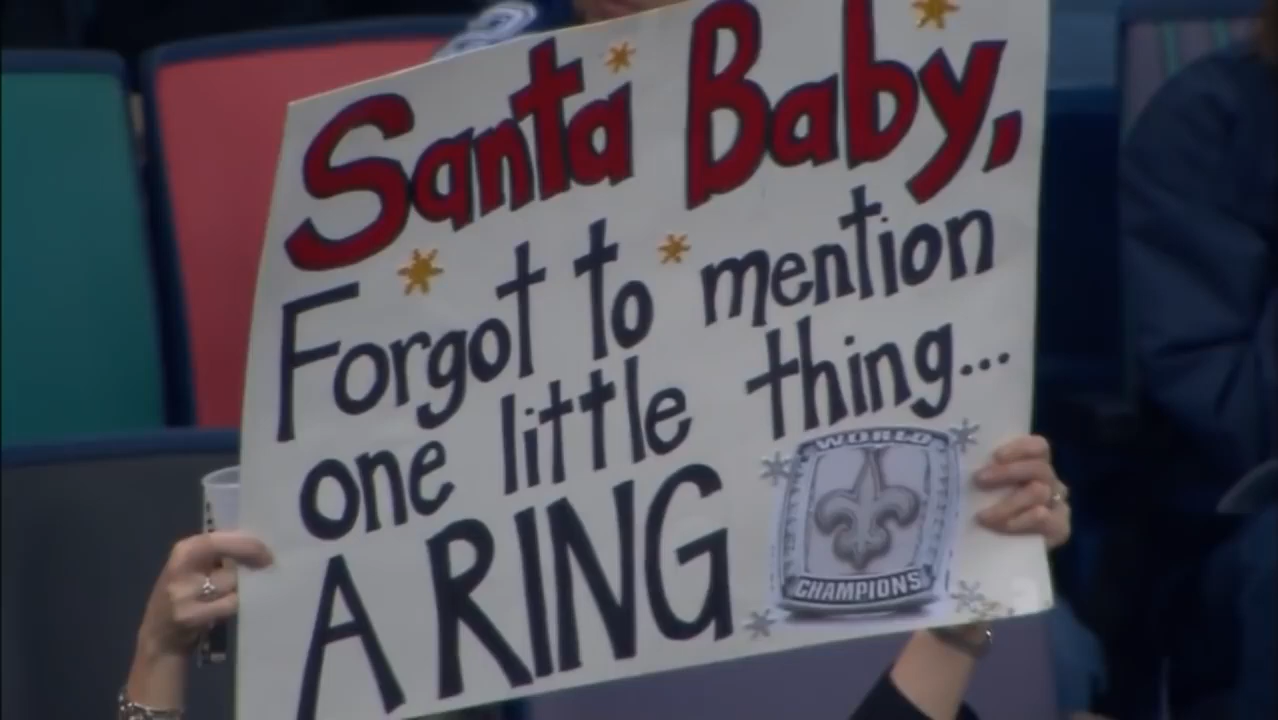 Santa Baby,
Forgot to mention
one little thing...
A RING
WORLD
CHAMPIONS